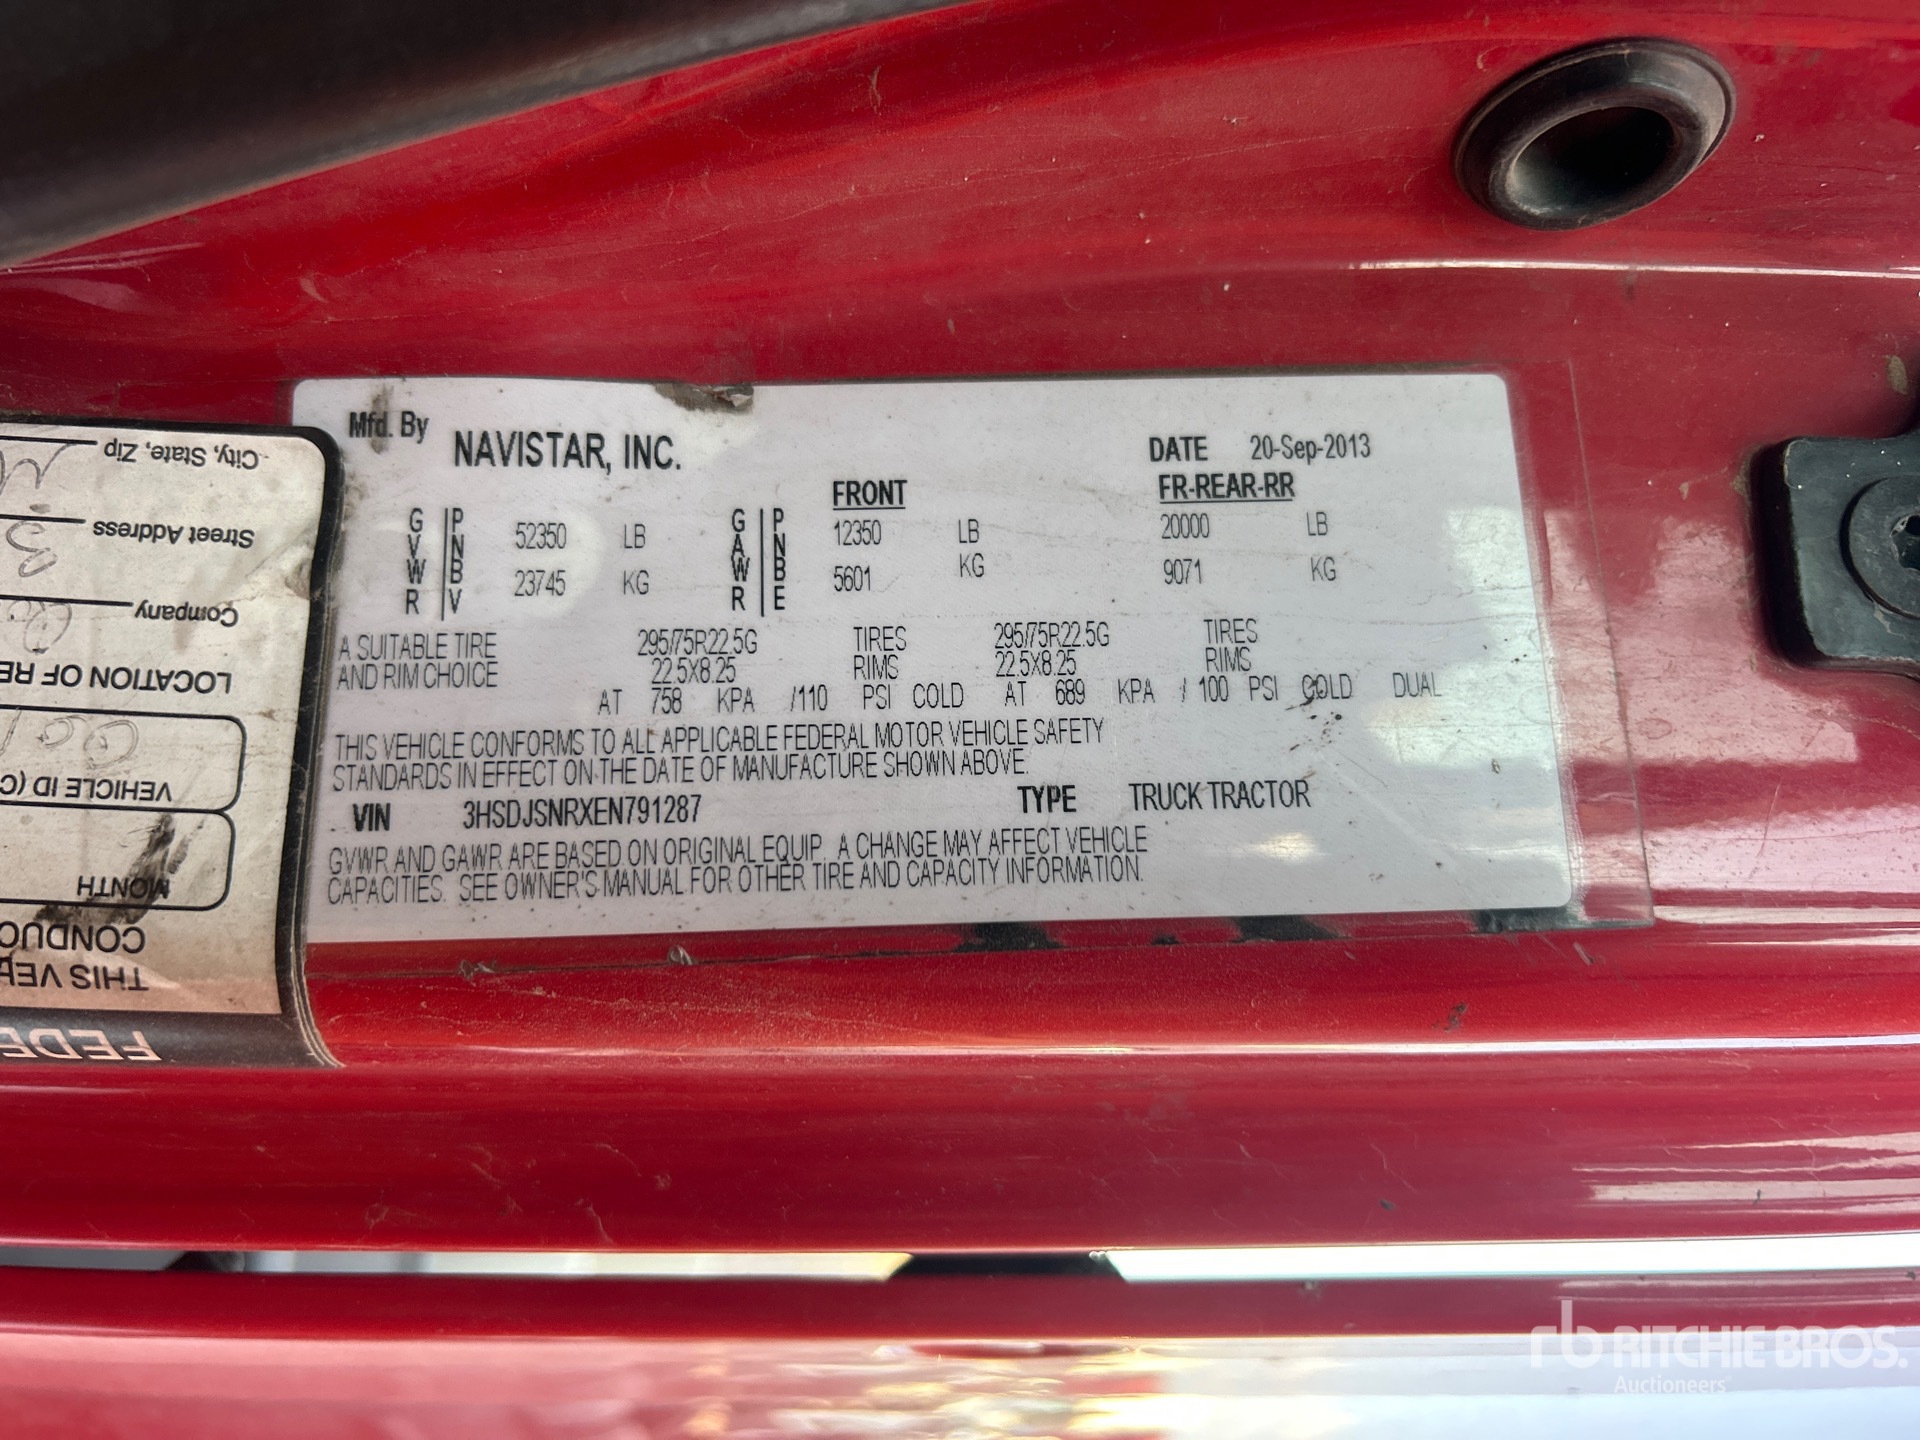 Mfd. By NAVISTAR, INC. DATE 20-Sep-2013
FRONT FR-REAR-RR
GVWR PNBV 52350 LB GAWR PNBE 12350 LB 20000 LB
23745 KG 5601 KG 9071 KG
A SUITABLE TIRE 295/75R22.5G TIRES 295/75R22.5G TIRES
AND RIM CHOICE 22.5X8.25 RIMS 22.5X8.25 RIMS
AT 758 KPA /110 PSI COLD AT 689 KPA / 100 PSI COLD DUAL
THIS VEHICLE CONFORMS TO ALL APPLICABLE FEDERAL MOTOR VEHICLE SAFETY
STANDARDS IN EFFECT ON THE DATE OF MANUFACTURE SHOWN ABOVE.
VIN 3HSDJSNRXEN791287 TYPE TRUCK TRACTOR
GVWR AND GAWR ARE BASED ON ORIGINAL EQUIP. A CHANGE MAY AFFECT VEHICLE
CAPACITIES. SEE OWNER'S MANUAL FOR OTHER TIRE AND CAPACITY INFORMATION.
FEDE
THIS VEH
CONDUC
MONTH
VEHICLE ID (C
LOCATION OF RE
Company
Street Address
City, State, Zip
rb RITCHIE BROS.
Auctioneers